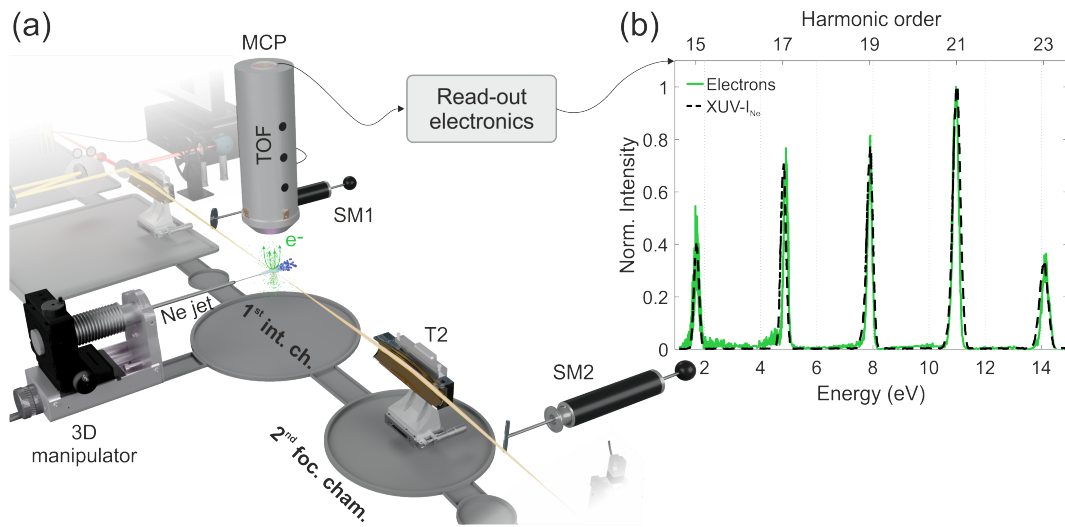 (a)
MCP
TOF
SM1
e-
Ne jet
1st int. ch.
T2
SM2
3D
manipulator
2nd foc. cham.
Read-out
electronics
(b)
Harmonic order
15 17 19 21 23
Electrons
XUV-INe
Norm. Intensity
1
0.8
0.6
0.4
0.2
0
2 4 6 8 10 12 14
Energy (eV)